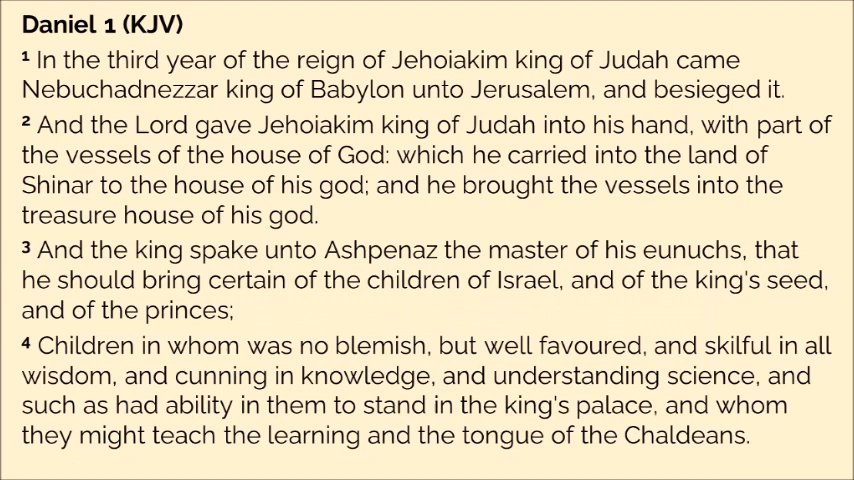 Daniel 1 (KJV)
¹ In the third year of the reign of Jehoiakim king of Judah came
Nebuchadnezzar king of Babylon unto Jerusalem, and besieged it.
² And the Lord gave Jehoiakim king of Judah into his hand, with part of
the vessels of the house of God: which he carried into the land of
Shinar to the house of his god; and he brought the vessels into the
treasure house of his god.
³ And the king spake unto Ashpenaz the master of his eunuchs, that
he should bring certain of the children of Israel, and of the king's seed,
and of the princes;
⁴ Children in whom was no blemish, but well favoured, and skilful in all
wisdom, and cunning in knowledge, and understanding science, and
such as had ability in them to stand in the king's palace, and whom
they might teach the learning and the tongue of the Chaldeans.